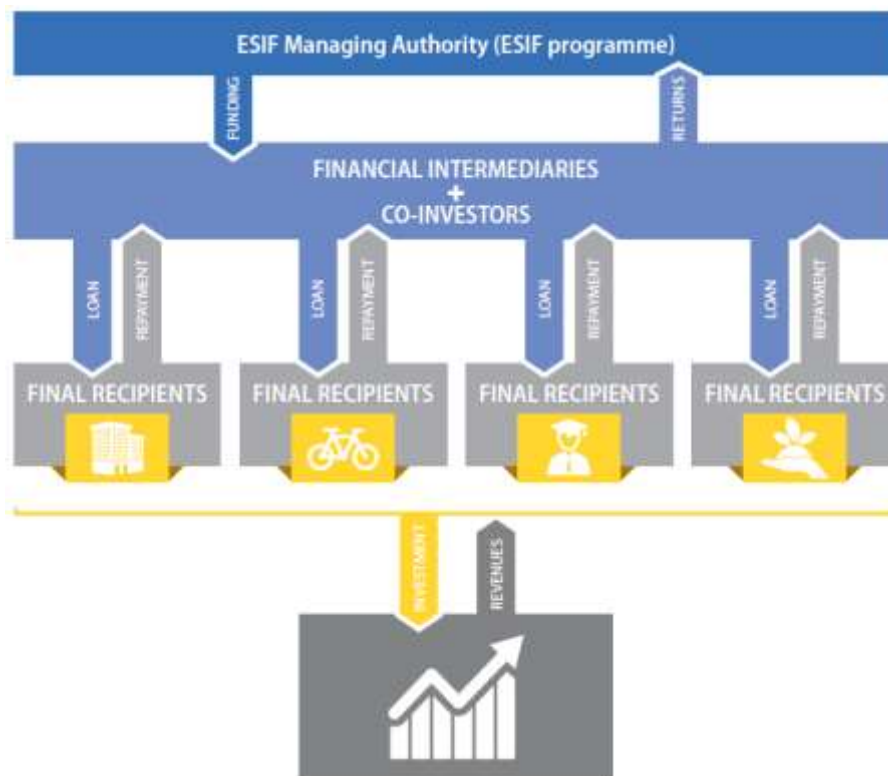 ESIF Managing Authority (ESIF programme)
FUNDING
RETURNS
FINANCIAL INTERMEDIARIES
+
CO-INVESTORS
LOAN
REPAYMENT
LOAN
REPAYMENT
LOAN
REPAYMENT
LOAN
REPAYMENT
FINAL RECIPIENTS
FINAL RECIPIENTS
FINAL RECIPIENTS
FINAL RECIPIENTS
INVESTMENT
REVENUES